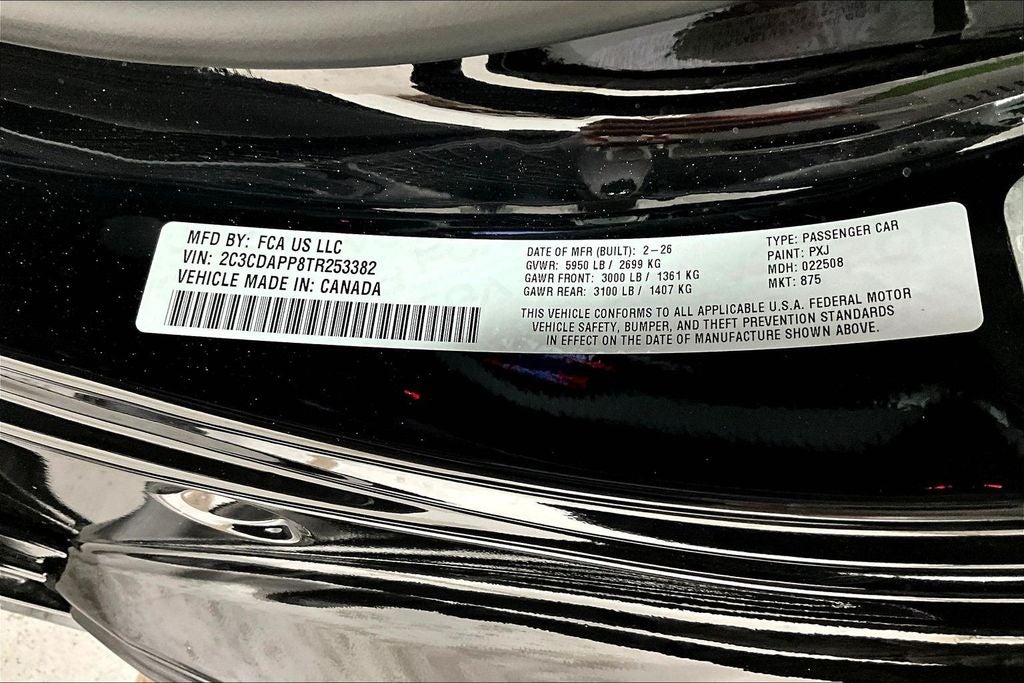 MFD BY: FCA US LLC
VIN: 2C3CDAPP8TR253382
VEHICLE MADE IN: CANADA
DATE OF MFR (BUILT): 2-26
GVWR: 5950 LB / 2699 KG
GAWR FRONT: 3000 LB / 1361 KG
GAWR REAR: 3100 LB / 1407 KG
TYPE: PASSENGER CAR
PAINT: PXJ
MDH: 022508
MKT: 875
THIS VEHICLE CONFORMS TO ALL APPLICABLE U.S.A. FEDERAL MOTOR
VEHICLE SAFETY, BUMPER, AND THEFT PREVENTION STANDARDS
IN EFFECT ON THE DATE OF MANUFACTURE SHOWN ABOVE.